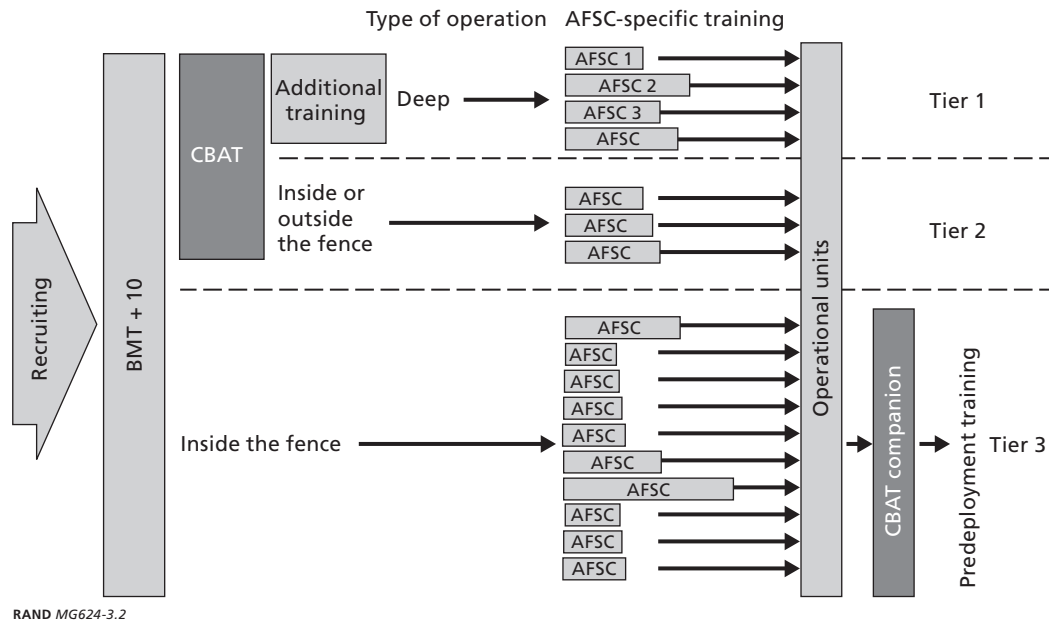 Type of operation
AFSC-specific training
Recruiting
BMT + 10
CBAT
Additional
training
Deep
AFSC 1
AFSC 2
AFSC 3
AFSC
Tier 1
Inside or
outside
the fence
AFSC
AFSC
AFSC
Tier 2
Inside the fence
AFSC
AFSC
AFSC
AFSC
AFSC
AFSC
AFSC
AFSC
AFSC
AFSC
Operational units
CBAT companion
Predeployment training
Tier 3
RAND MG624-3.2